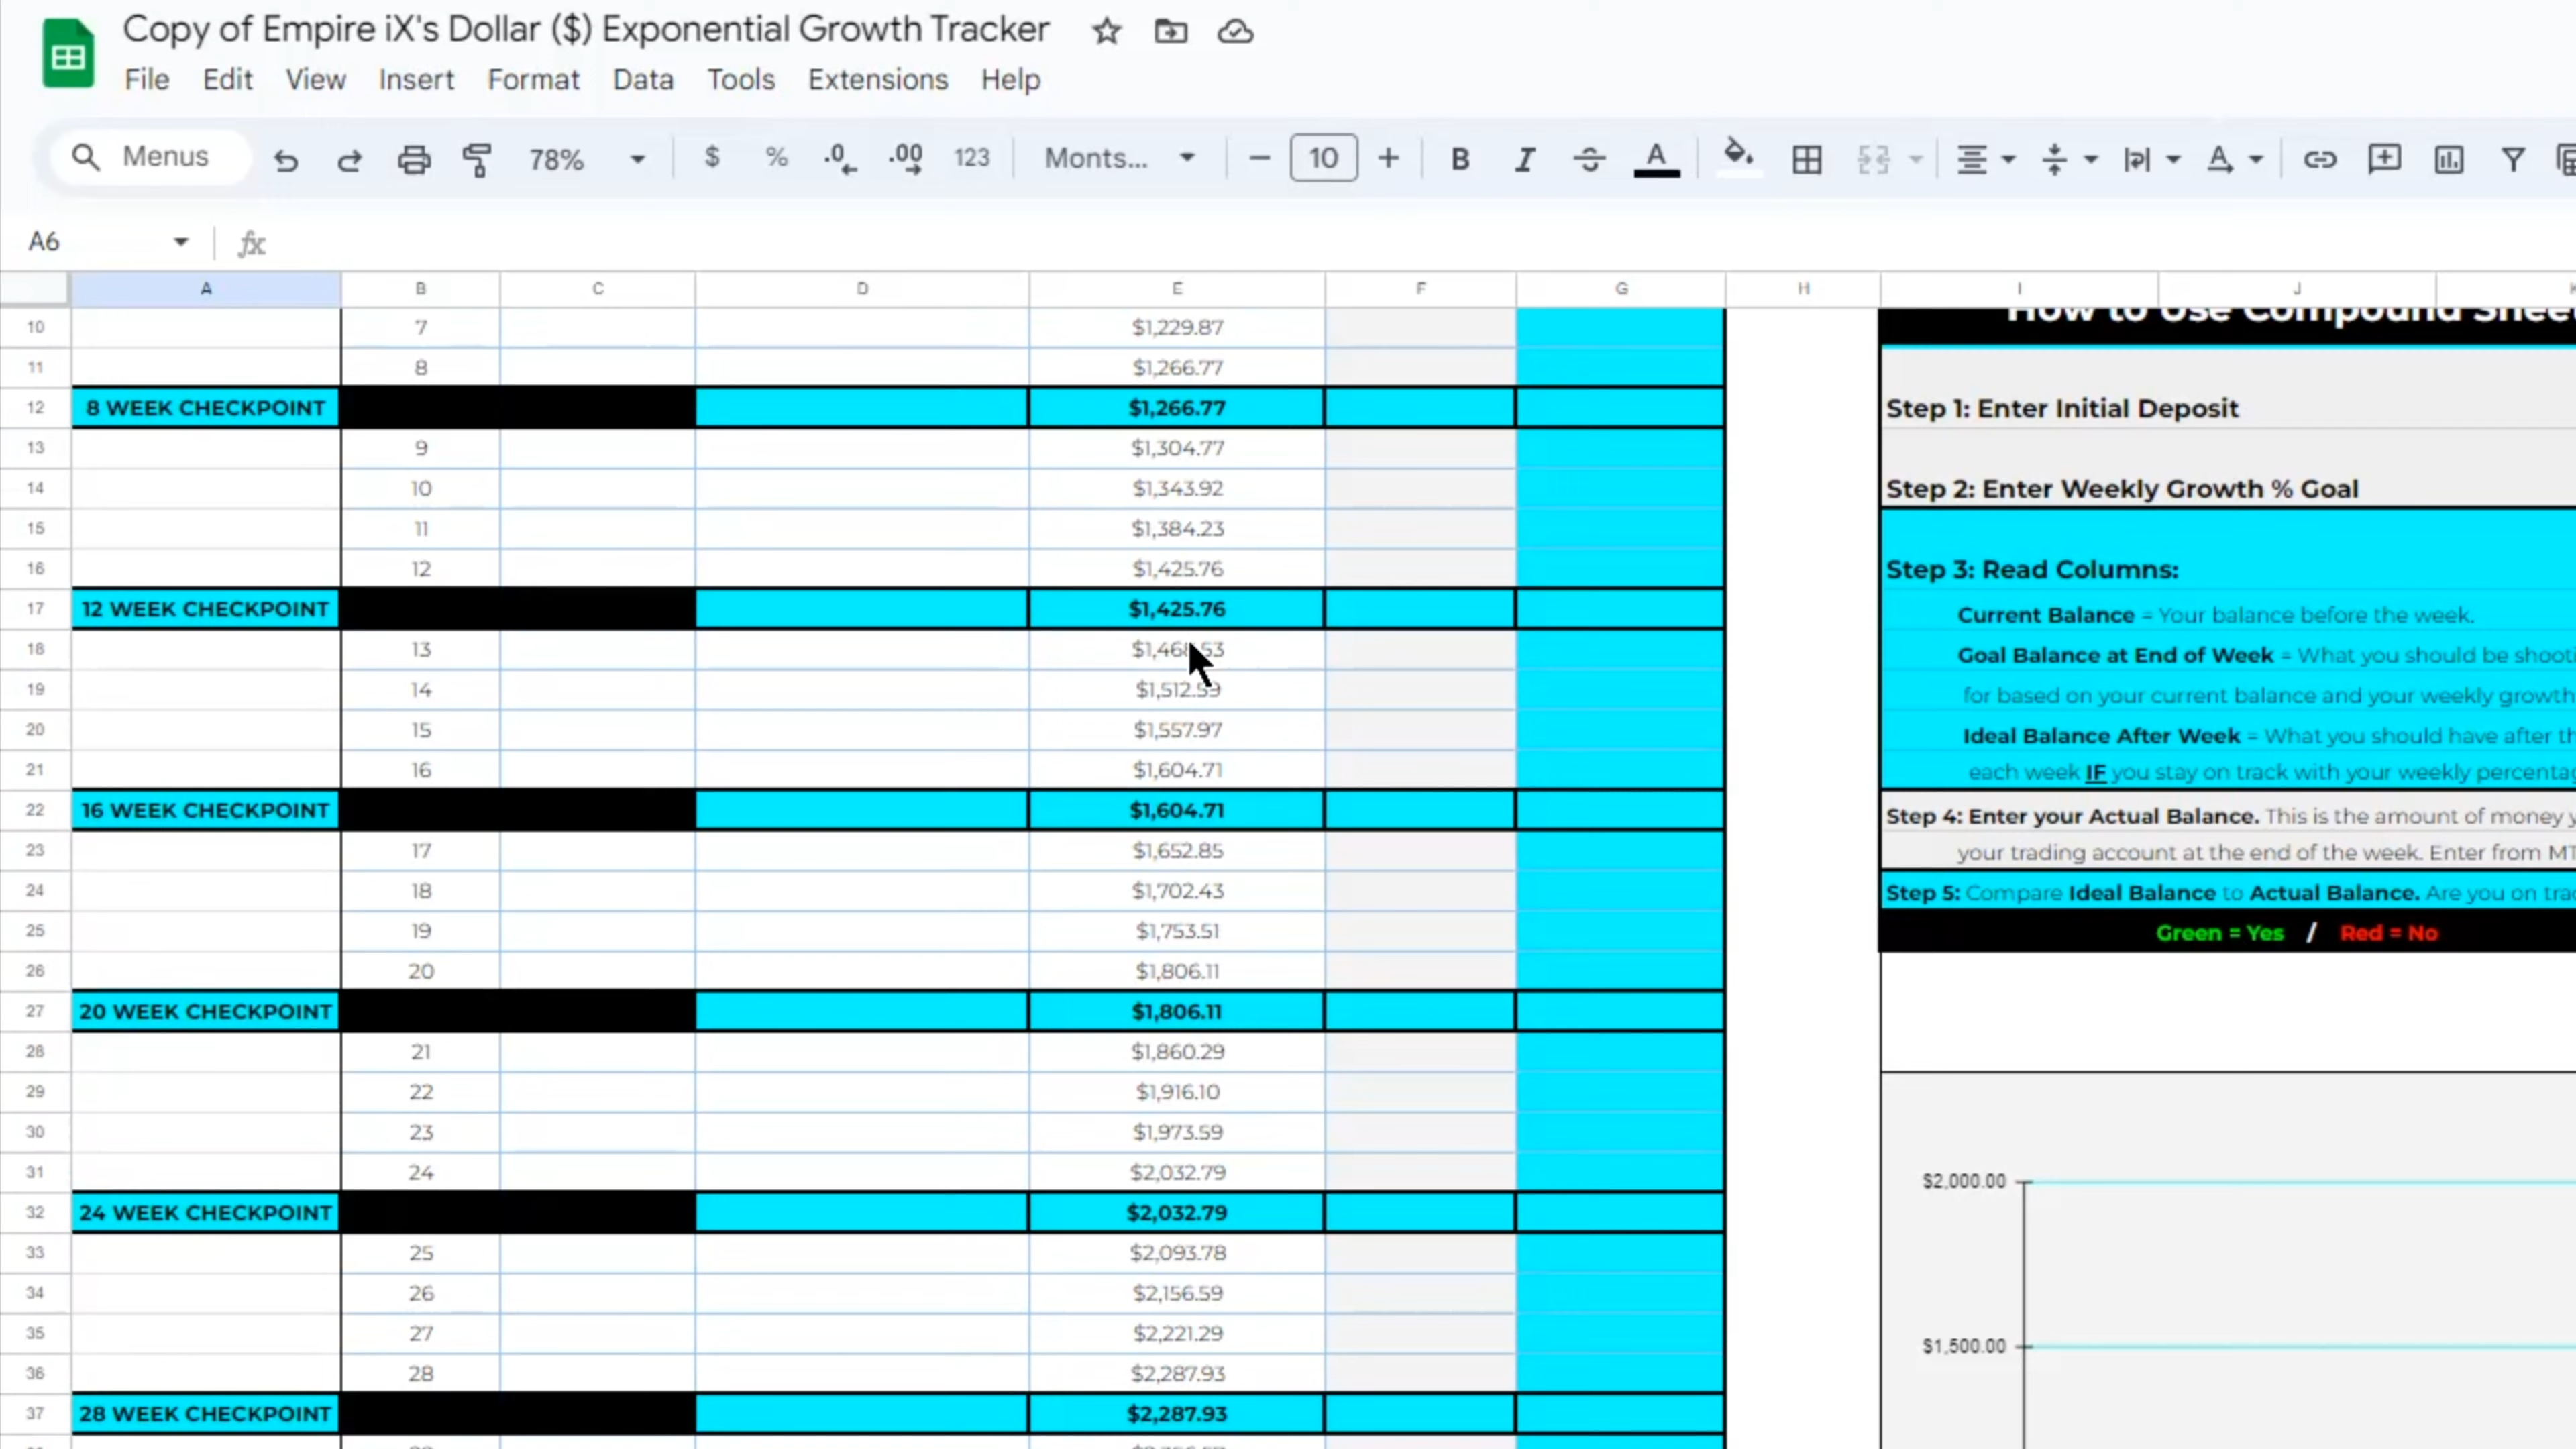 Copy of Empire iX's Dollar ($) Exponential Growth Tracker
File Edit View Insert Format Data Tools Extensions Help
Menus 78% $ % .0 .00 123 Monts... 10 B I A
A6 fx
A B C D E F G H I J
How to Use Compound Shee
10 7 $1,229.87
11 8 $1,266.77
12 8 WEEK CHECKPOINT $1,266.77
13 9 $1,304.77
14 10 $1,343.92
15 11 $1,384.23
16 12 $1,425.76
17 12 WEEK CHECKPOINT $1,425.76
18 13
19 14 $1,512.59
20 15 $1,557.97
21 16 $1,604.71
22 16 WEEK CHECKPOINT $1,604.71
23 17 $1,652.85
24 18 $1,702.43
25 19 $1,753.51
26 20 $1,806.11
27 20 WEEK CHECKPOINT $1,806.11
28 21 $1,860.29
29 22 $1,916.10
30 23 $1,973.59
31 24 $2,032.79
32 24 WEEK CHECKPOINT $2,032.79
33 25 $2,093.78
34 26 $2,156.59
35 27 $2,221.29
36 28 $2,287.93
37 28 WEEK CHECKPOINT $2,287.93
Step 1: Enter Initial Deposit
Step 2: Enter Weekly Growth % Goal
Step 3: Read Columns:
Current Balance = Your balance before the week.
Goal Balance at End of Week = What you should be shooti
for based on your current balance and your weekly growth
Ideal Balance After Week = What you should have after th
each week IF you stay on track with your weekly percentag
Step 4: Enter your Actual Balance. This is the amount of money y
your trading account at the end of the week. Enter from MT
Step 5: Compare Ideal Balance to Actual Balance. Are you on tra
Green = Yes / Red = No
$2,000.00
$1,500.00